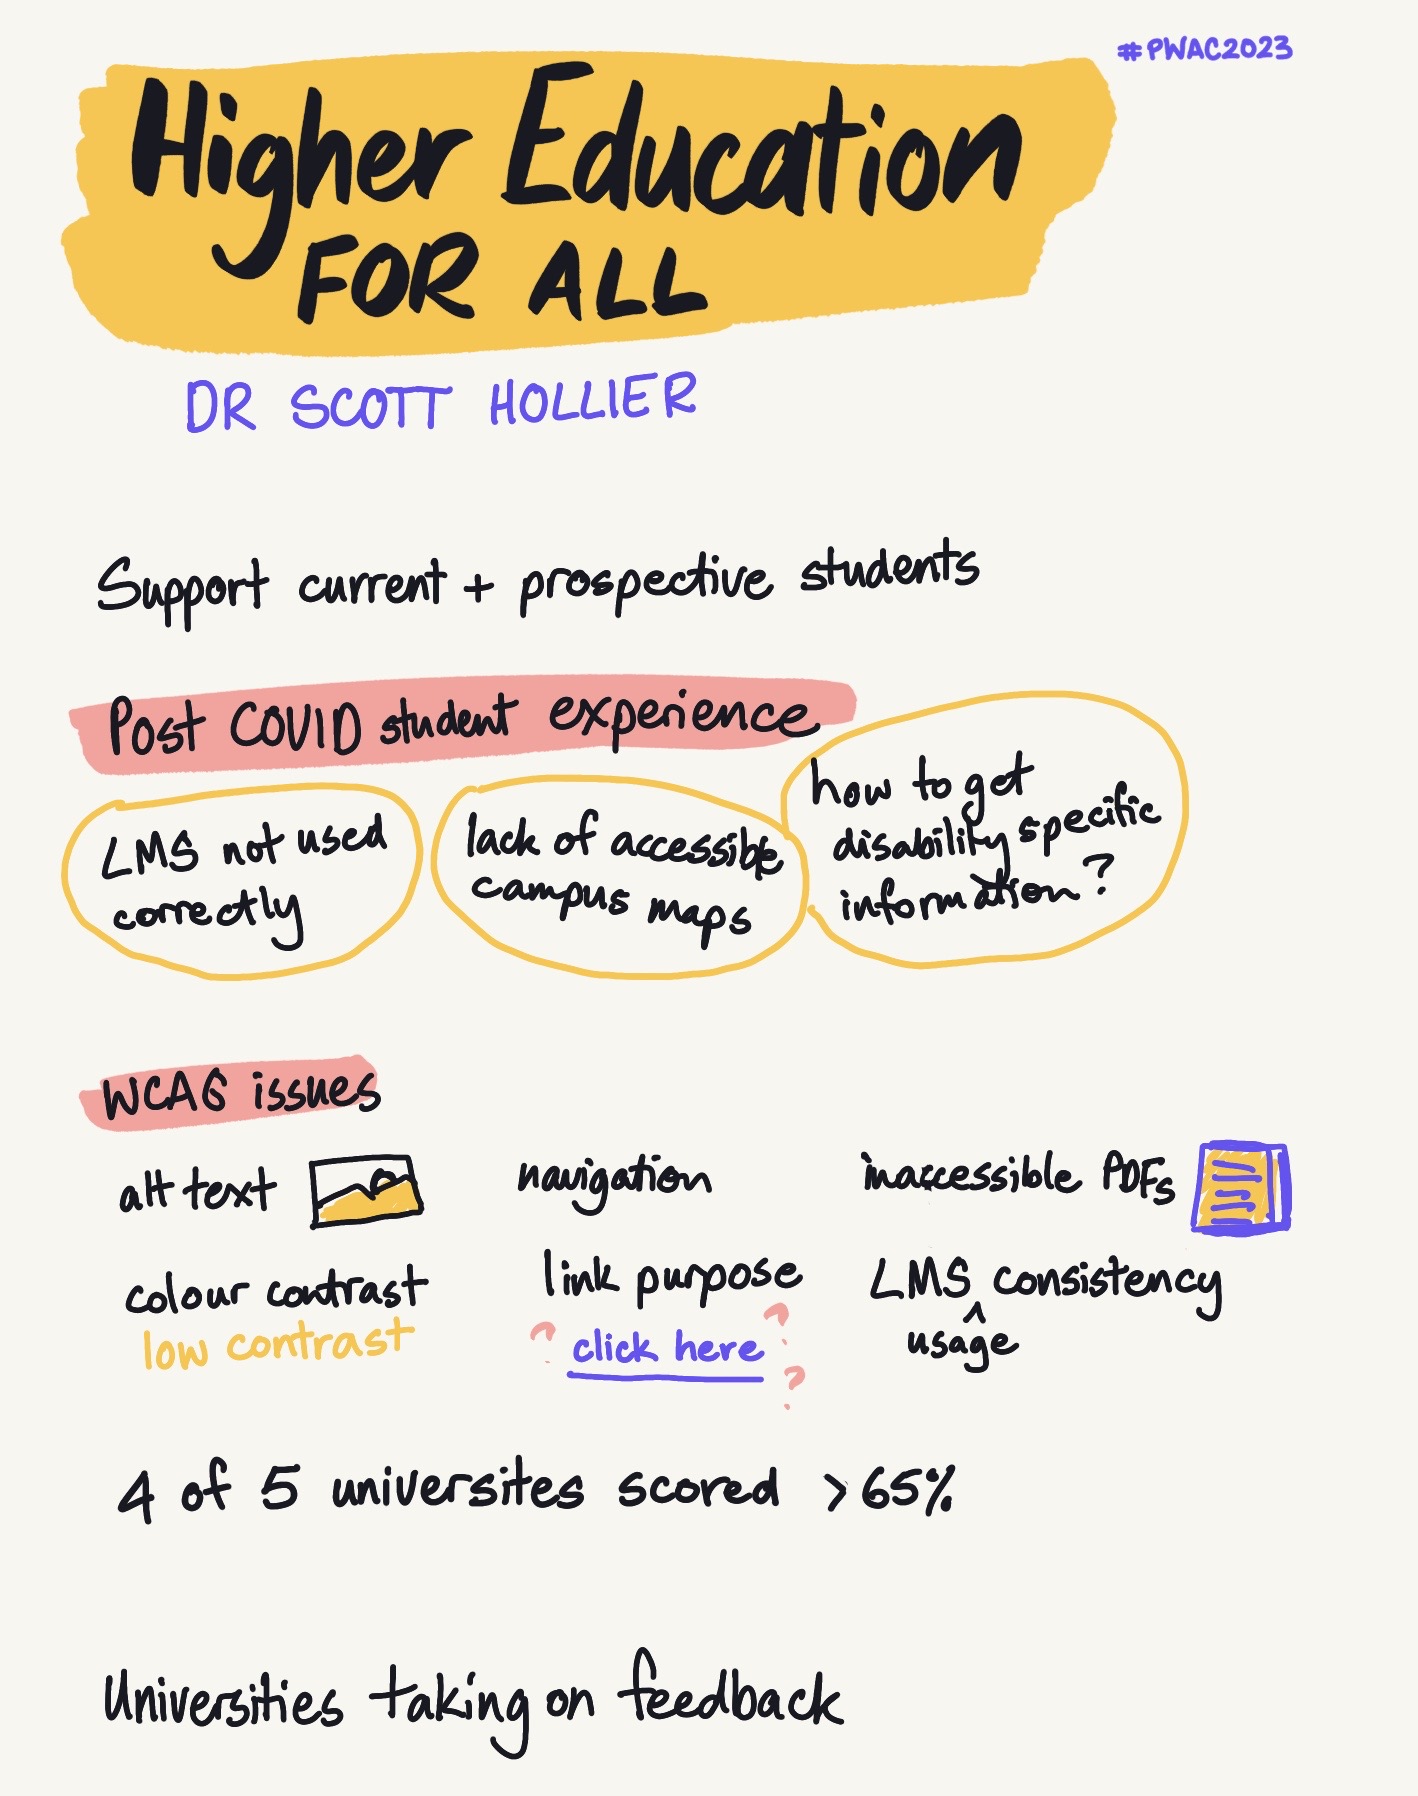 #PWAC2023
Higher Education
FOR ALL
DR SCOTT HOLLIER
Support current + prospective students
Post COVID student experience
LMS not used
correctly
lack of accessible
campus maps
how to get
disability specific
information?
WCAG issues
alt text
navigation
inaccessible PDFs
colour contrast
low contrast
link purpose
? click here ? ?
LMS ^ consistency
usage
4 of 5 universites scored >65%
Universities taking on feedback